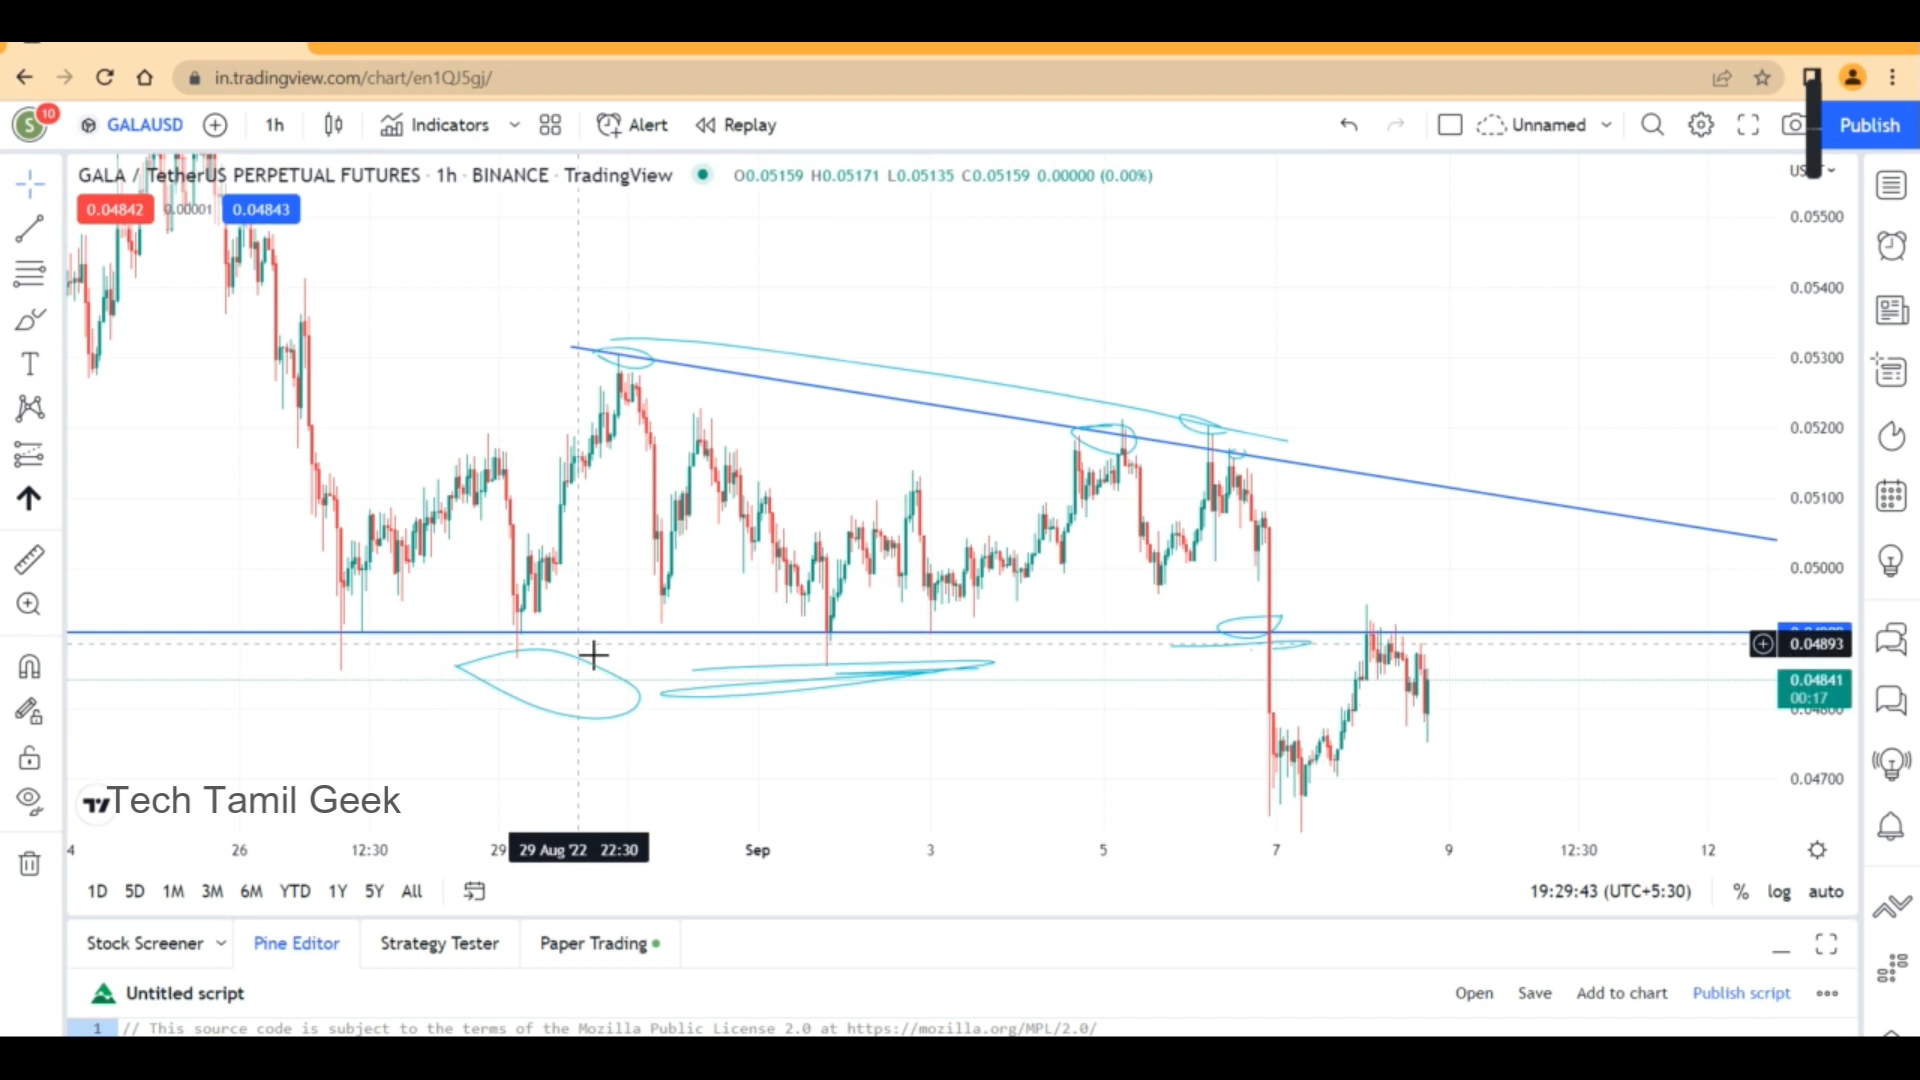 in.tradingview.com/chart/en1QJ5gj/
S 10 GALAUSD 1h Indicators Alert Replay Unnamed Publish
GALA / TetherUS PERPETUAL FUTURES · 1h · BINANCE · TradingView O0.05159 H0.05171 L0.05135 C0.05159 0.00000 (0.00%)
0.04842 0.00001 0.04843
0.05500
0.05400
0.05300
0.05200
0.05100
0.05000
0.04893
0.04841
00:17
0.04800
0.04700
Tech Tamil Geek
4 26 12:30 29 29 Aug '22 22:30 Sep 3 5 7 9 12:30 12
1D 5D 1M 3M 6M YTD 1Y 5Y All 19:29:43 (UTC+5:30) % log auto
Stock Screener Pine Editor Strategy Tester Paper Trading
Untitled script Open Save Add to chart Publish script
1 // This source code is subject to the terms of the Mozilla Public License 2.0 at https://mozilla.org/MPL/2.0/